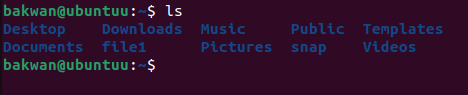 bakwan@ubuntuu:~$ ls
Desktop Downloads Music Public Templates
Documents file1 Pictures snap Videos
bakwan@ubuntuu:~$